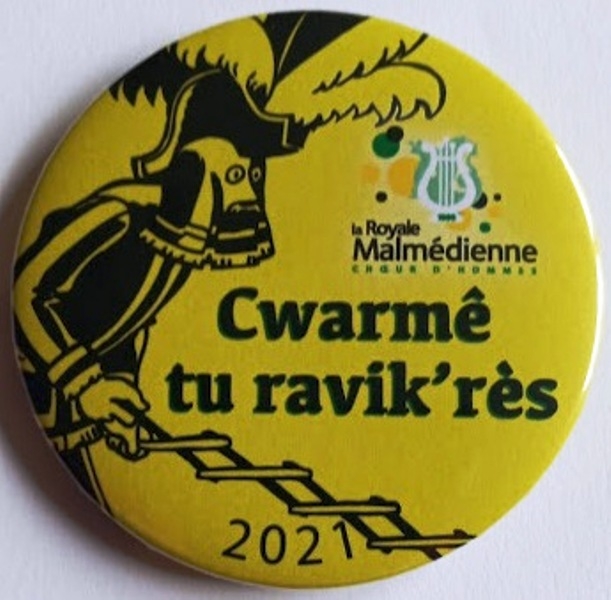 la Royale
Malmédienne
CHŒUR D'HOMMES
Cwarmê
tu ravik'rès
2021